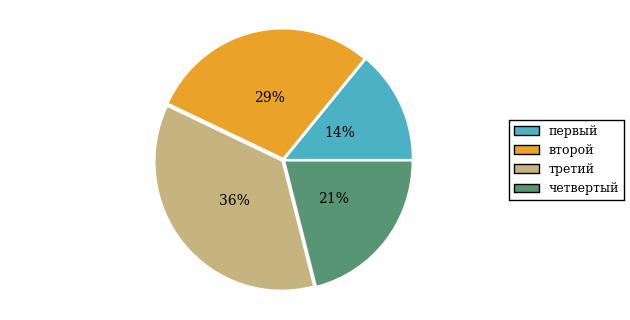 29%
14%
36%
21%
первый
второй
третий
четвертый